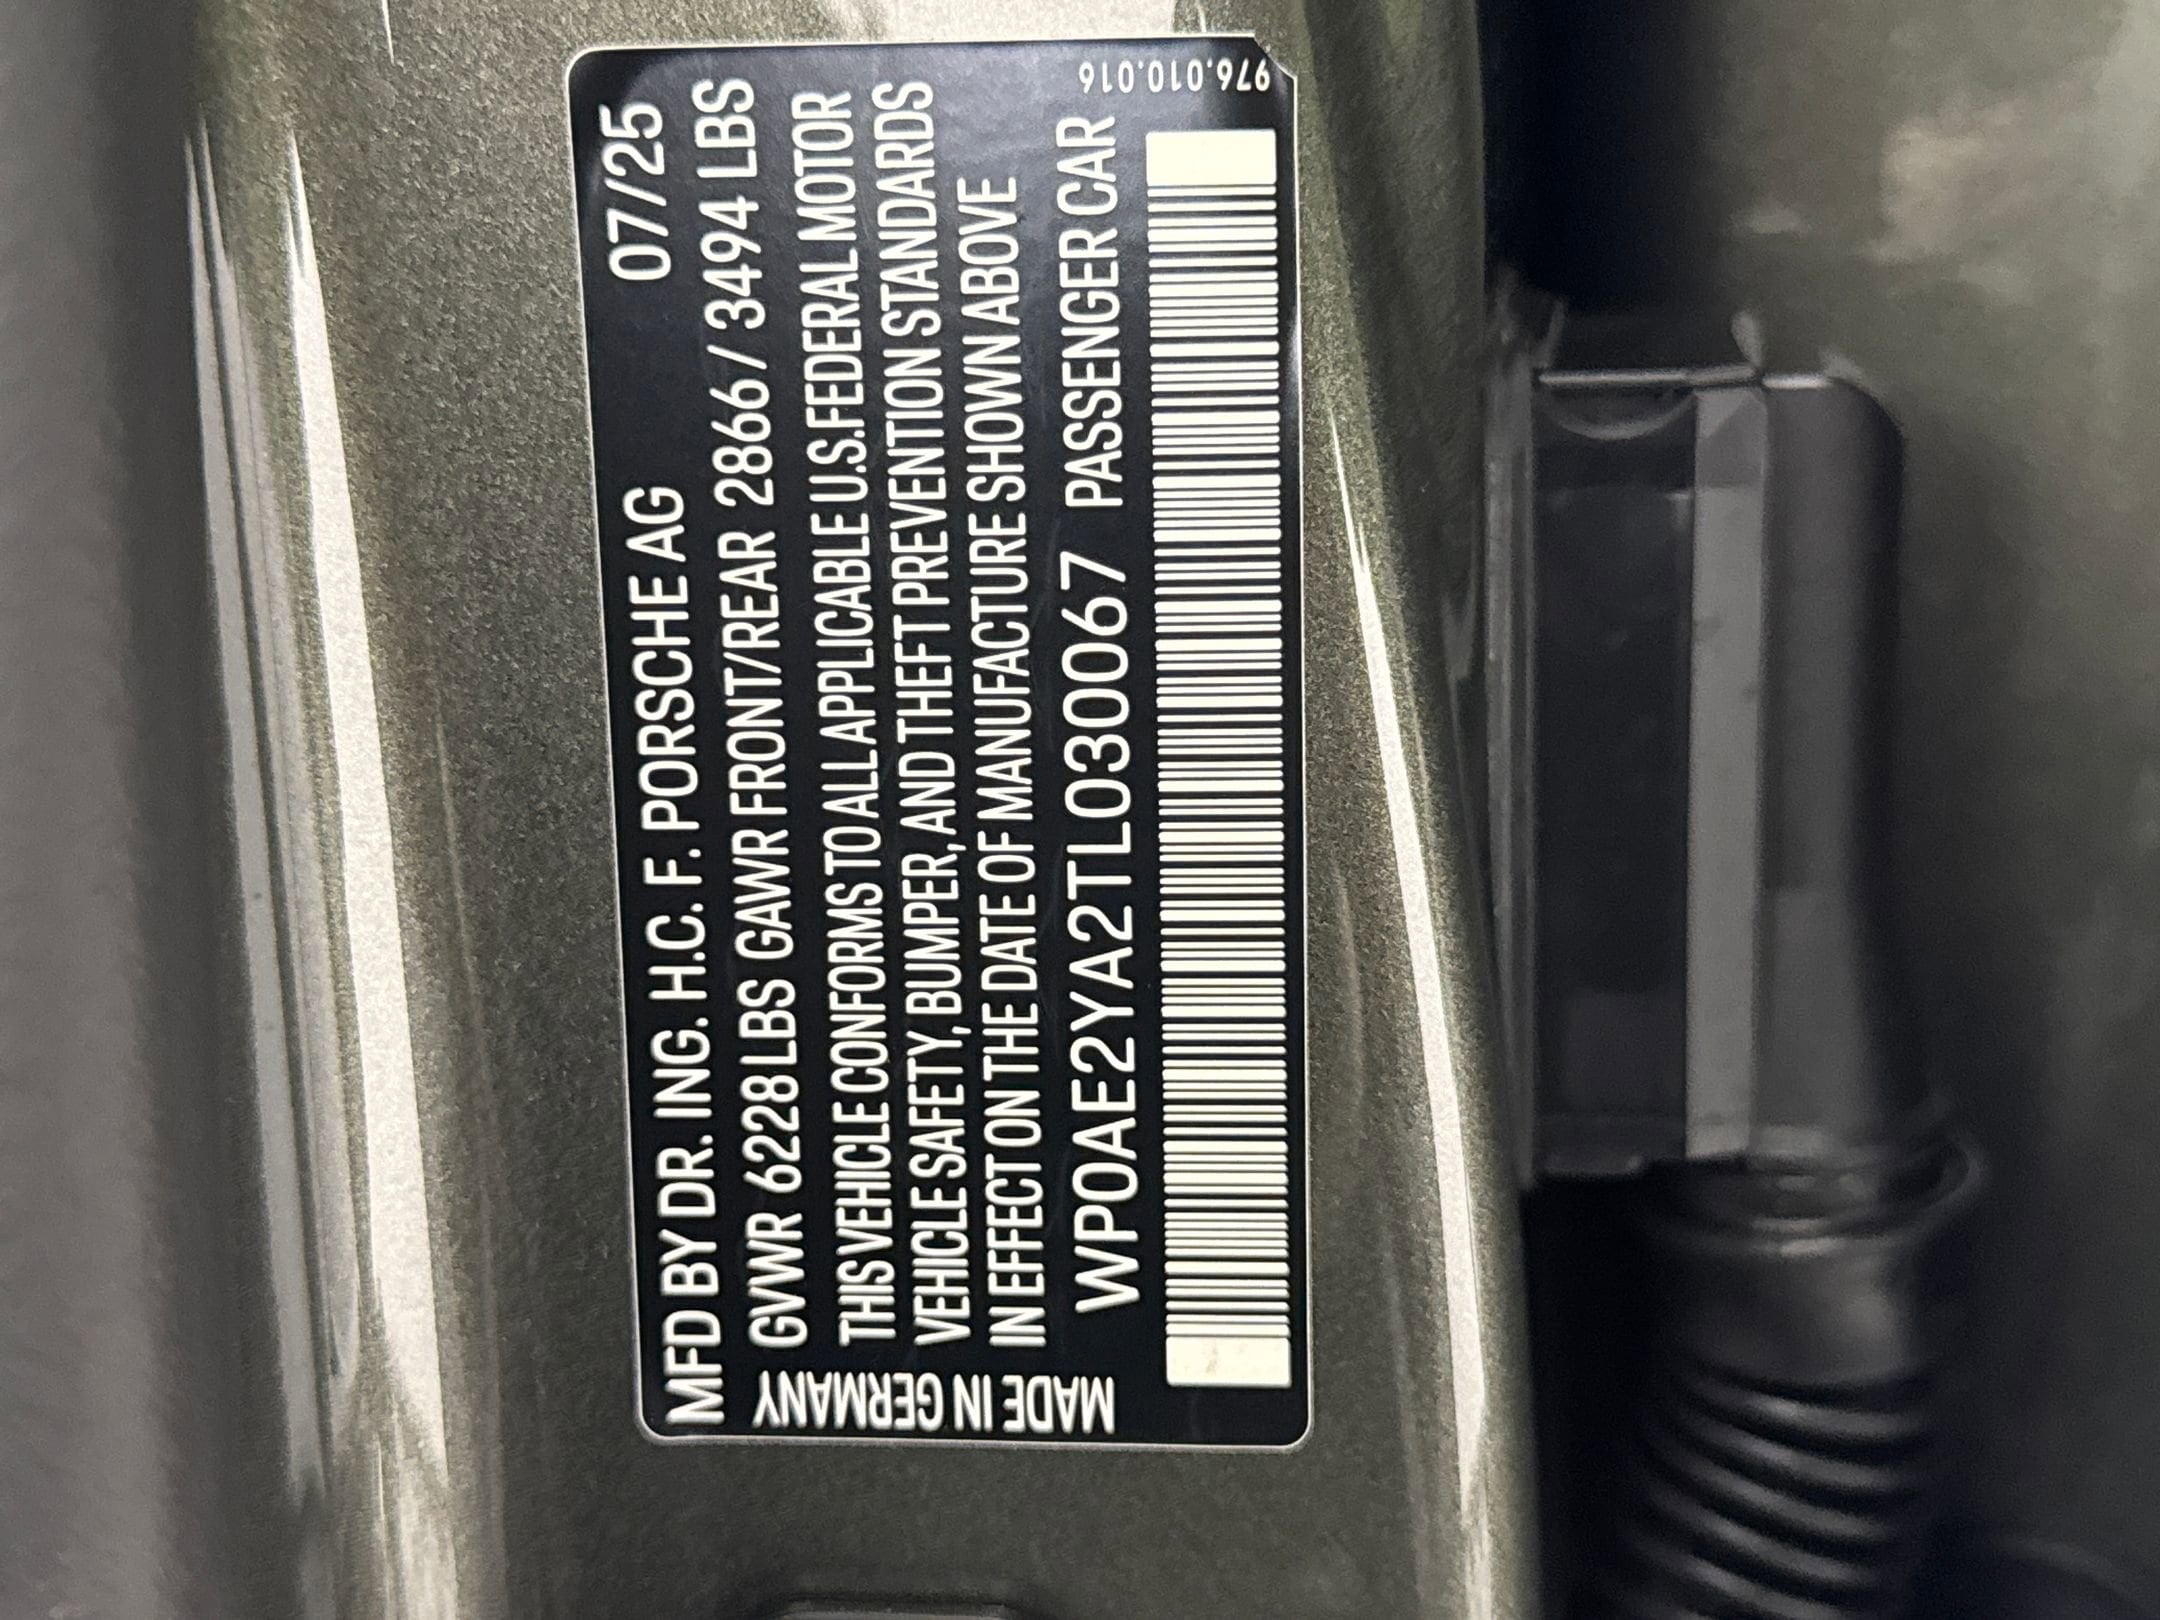 MFD BY DR. ING. H.C. F. PORSCHE AG 07/25
GVWR 6228 LBS GAWR FRONT/REAR 2866/3494 LBS
THIS VEHICLE CONFORMS TO ALL APPLICABLE U.S. FEDERAL MOTOR
VEHICLE SAFETY, BUMPER, AND THEFT PREVENTION STANDARDS
IN EFFECT ON THE DATE OF MANUFACTURE SHOWN ABOVE
WP0AE2YA2TL030067 PASSENGER CAR
MADE IN GERMANY
976.010.016